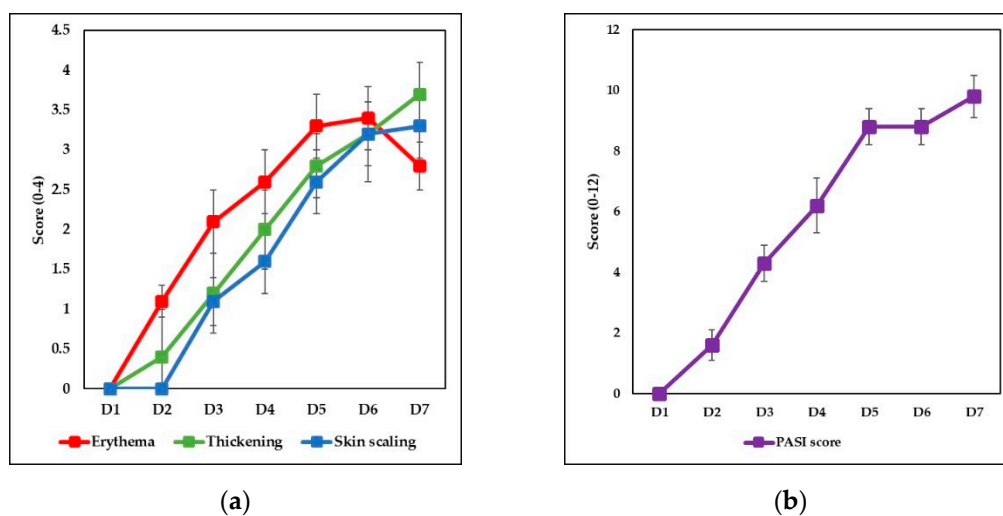 4.5
4
3.5
3
2.5
2
1.5
1
0.5
0
Score (0-4)
D1 D2 D3 D4 D5 D6 D7
Erythema Thickening Skin scaling
(a)
12
10
8
6
4
2
0
Score (0-12)
D1 D2 D3 D4 D5 D6 D7
PASI score
(b)